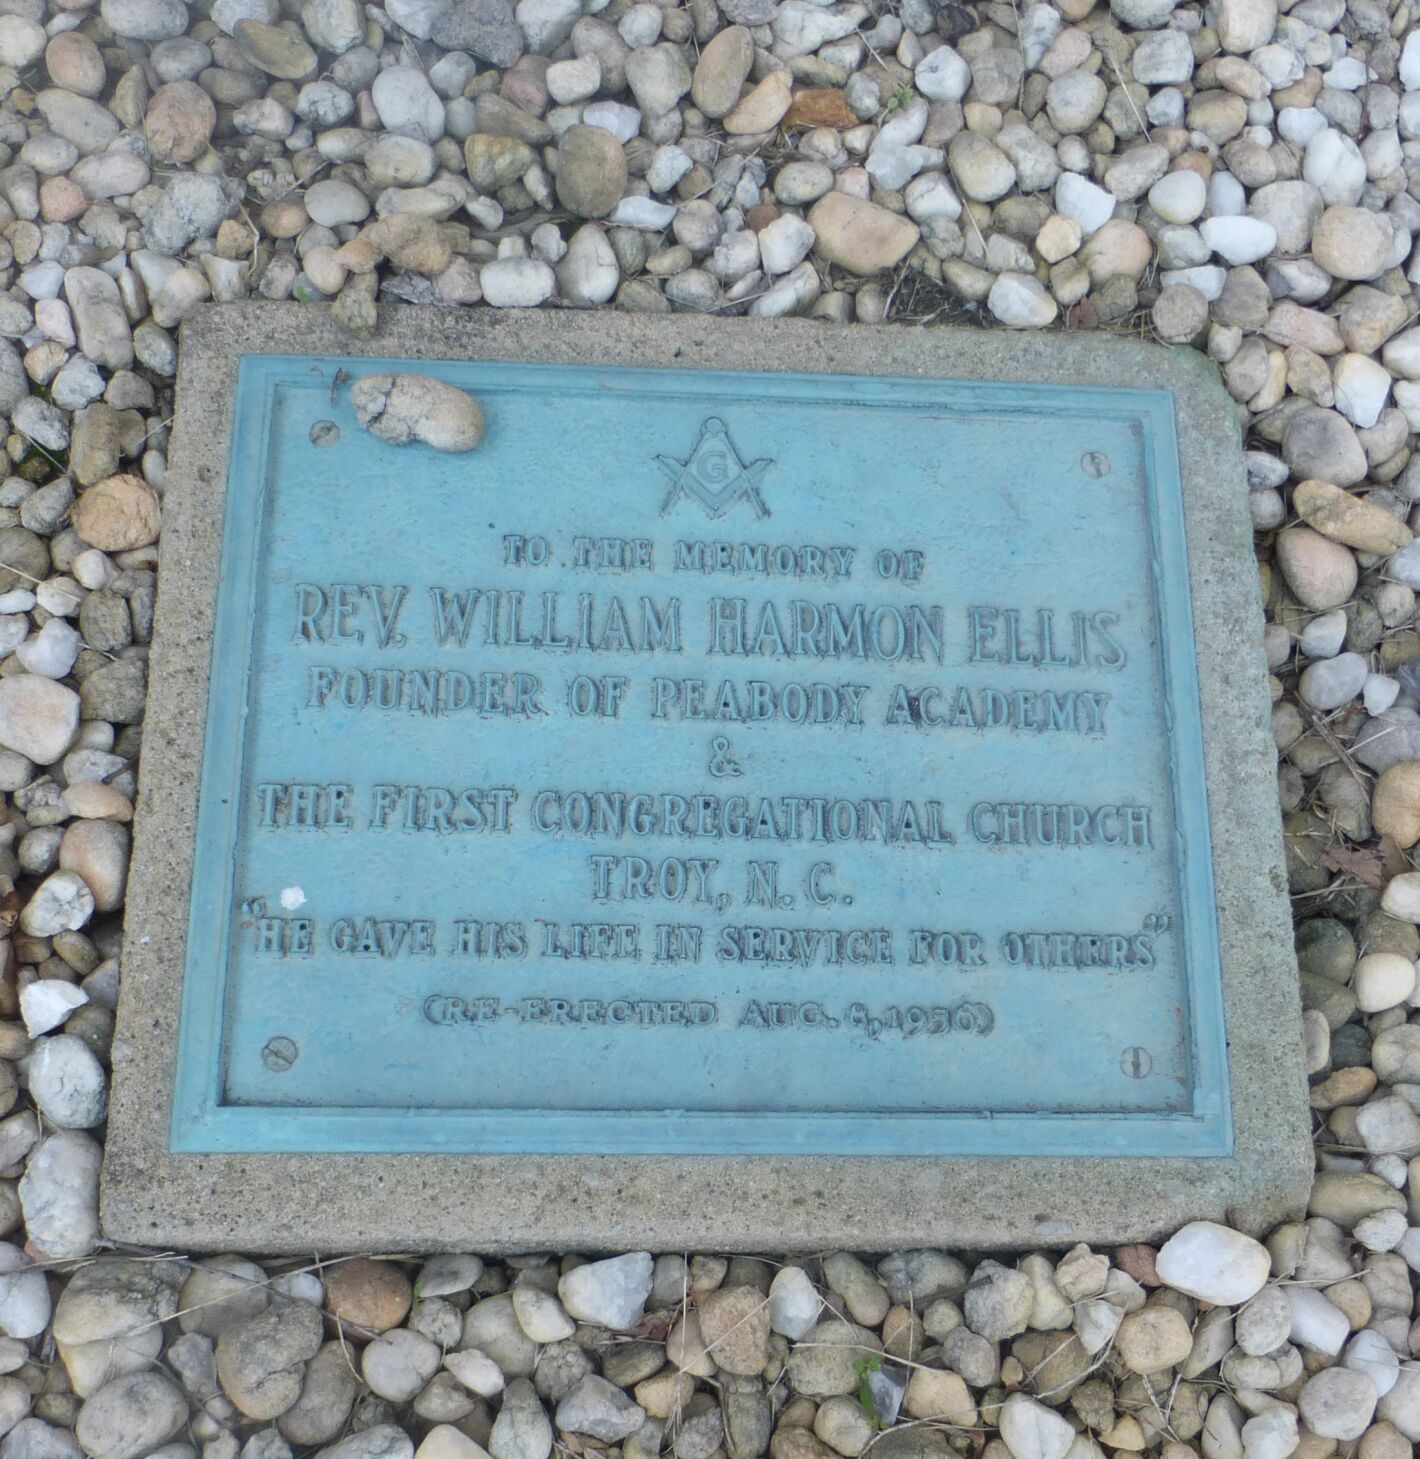 G
TO THE MEMORY OF
REV. WILLIAM HARMON ELLIS
FOUNDER OF PEABODY ACADEMY
&
THE FIRST CONGREGATIONAL CHURCH
TROY, N. C.
"HE GAVE HIS LIFE IN SERVICE FOR OTHERS"
(RE-ERECTED AUG. 8, 1956)